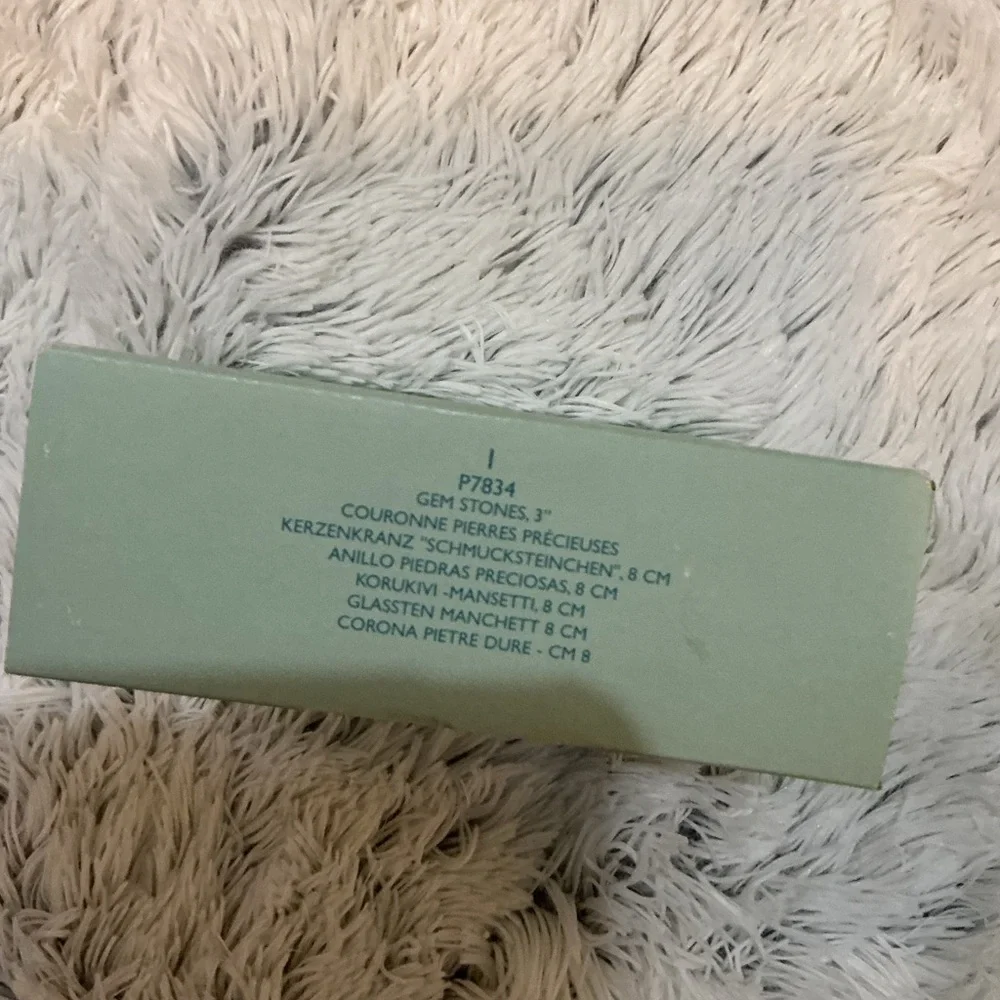 1
P7834
GEM STONES, 3"
COURONNE PIERRES PRÉCIEUSES
KERZENKRANZ "SCHMUCKSTEINCHEN", 8 CM
ANILLO PIEDRAS PRECIOSAS, 8 CM
KORUKIVI -MANSETTI, 8 CM
GLASSTEN MANCHETT 8 CM
CORONA PIETRE DURE - CM 8